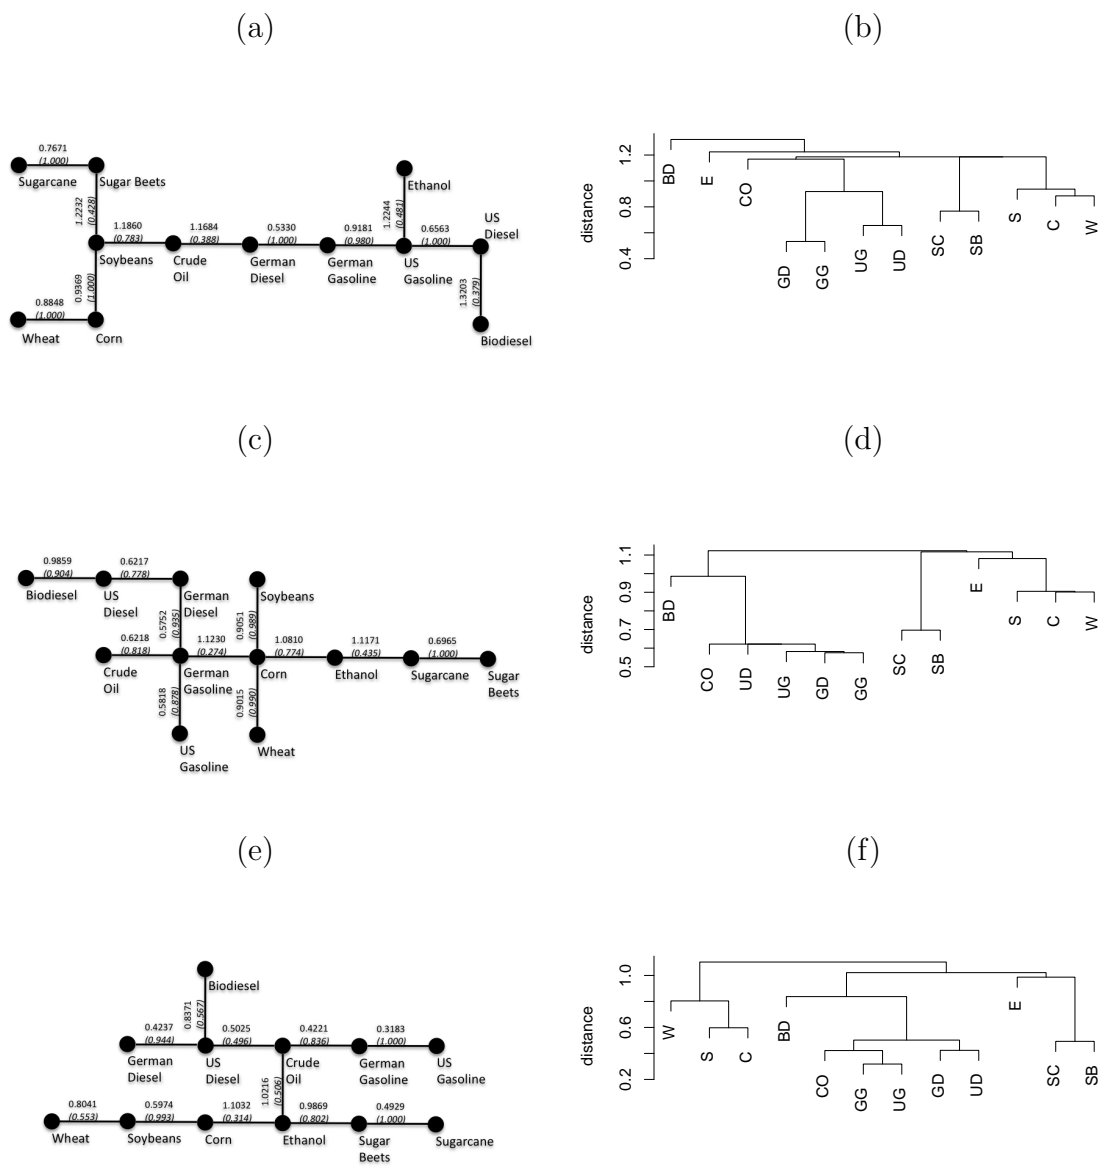 (a)
0.7671
(1.000)
Sugarcane
Sugar Beets
1.2232
(0.428)
1.1860
(0.783)
1.1684
(0.388)
0.5330
(1.000)
0.9181
(0.980)
0.6563
(1.000)
Ethanol
1.2244
(0.481)
US
Diesel
Soybeans
Crude
Oil
German
Diesel
German
Gasoline
US
Gasoline
0.9369
(1.000)
0.8848
(1.000)
Wheat
Corn
1.3203
(0.379)
Biodiesel
(b)
distance
1.2
0.8
0.4
BD
E
CO
GD
GG
UG
UD
SC
SB
S
C
W
(c)
0.9859
(0.904)
0.6217
(0.778)
Biodiesel
US
Diesel
German
Diesel
Soybeans
0.5752
(0.935)
0.9051
(0.989)
0.6218
(0.818)
1.1230
(0.274)
1.0810
(0.774)
1.1171
(0.435)
0.6965
(1.000)
Crude
Oil
German
Gasoline
Corn
Ethanol
Sugarcane
Sugar
Beets
0.5818
(0.878)
0.9015
(0.990)
US
Gasoline
Wheat
(d)
distance
1.1
0.9
0.7
0.5
BD
CO
UD
UG
GD
GG
SC
SB
E
S
C
W
(e)
Biodiesel
0.8371
(0.567)
0.4237
(0.944)
0.5025
(0.496)
0.4221
(0.836)
0.3183
(1.000)
German
Diesel
US
Diesel
Crude
Oil
German
Gasoline
US
Gasoline
1.0216
(0.506)
0.8041
(0.553)
0.5974
(0.993)
1.1032
(0.314)
0.9869
(0.802)
0.4929
(1.000)
Wheat
Soybeans
Corn
Ethanol
Sugar
Beets
Sugarcane
(f)
distance
1.0
0.6
0.2
W
S
C
BD
CO
GG
UG
GD
UD
E
SC
SB